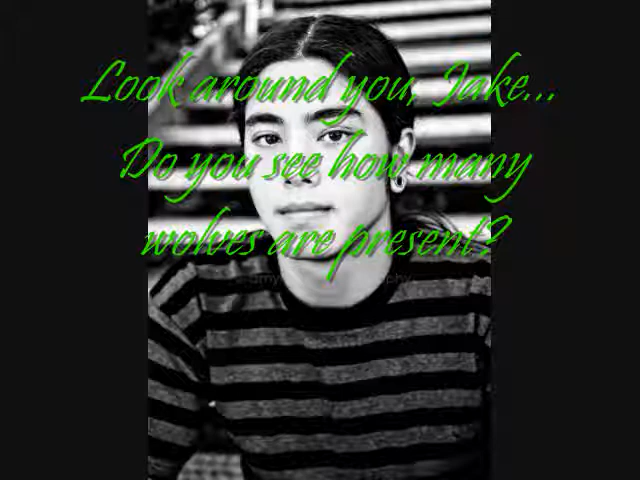 Look around you, Jake...
Do you see how many
wolves are present?